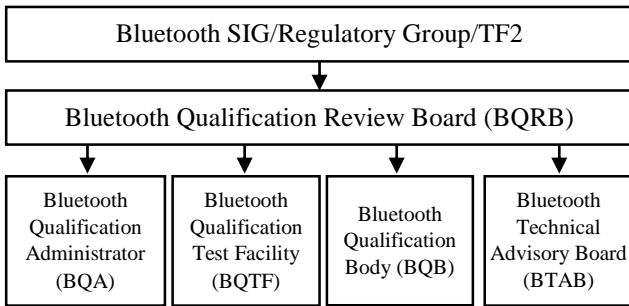 Bluetooth SIG/Regulatory Group/TF2
Bluetooth Qualification Review Board (BQRB)
Bluetooth
Qualification
Administrator
(BQA)
Bluetooth
Qualification
Test Facility
(BQTF)
Bluetooth
Qualification
Body (BQB)
Bluetooth
Technical
Advisory Board
(BTAB)